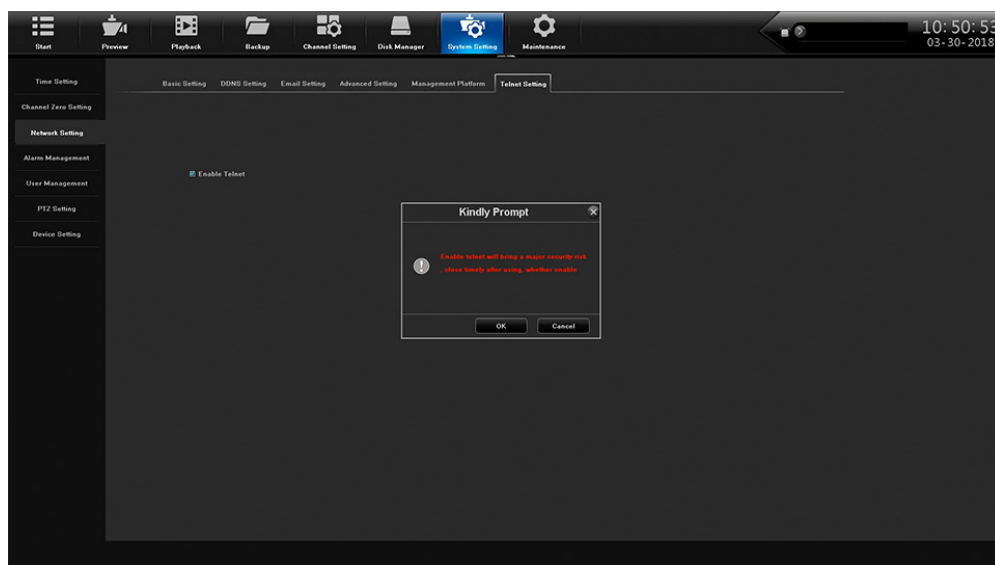 Start Preview Playback Backup Channel Setting Disk Manager System Setting Maintenance
10:50:53
03-30-2018
Time Setting
Channel Zero Setting
Network Setting
Alarm Management
User Management
PTZ Setting
Device Setting
Basic Setting DDNS Setting Email Setting Advanced Setting Management Platform Telnet Setting
Enable Telnet
Kindly Prompt
Enable telnet will bring a major security risk
, close timely after using, whether enable
OK Cancel